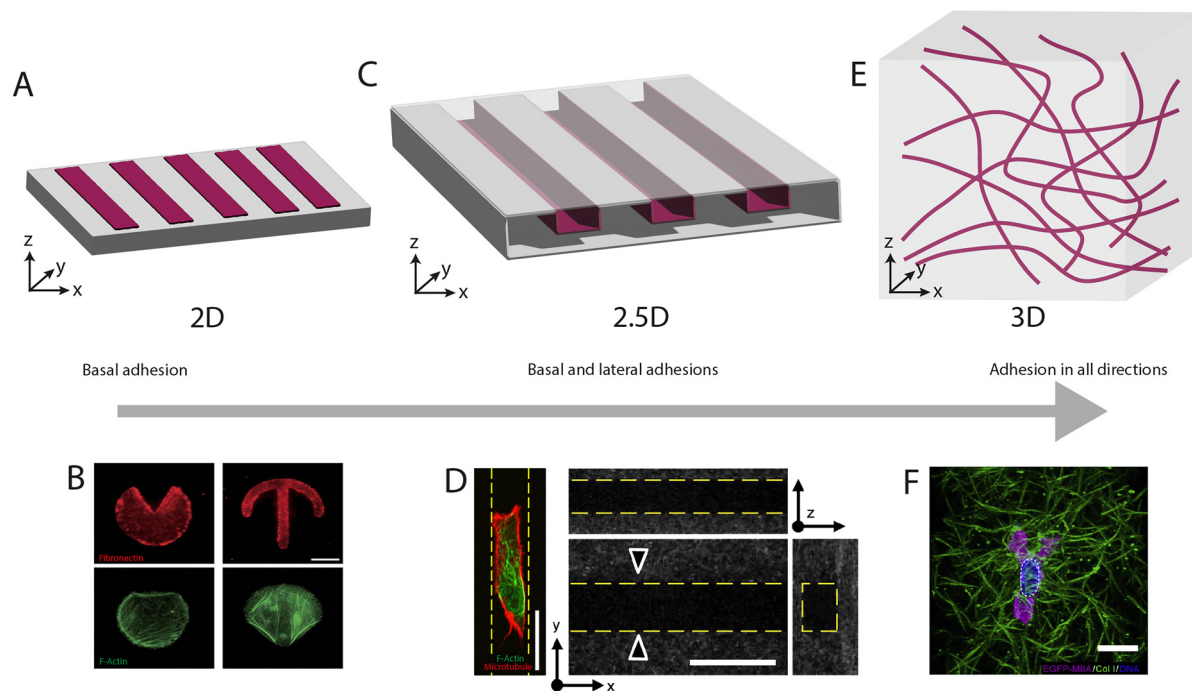 A
C
E
z
y
x
z
y
x
z
y
x
2D
2.5D
3D
Basal adhesion
Basal and lateral adhesions
Adhesion in all directions
B
D
F
Fibronectin
F-Actin
F-Actin
Microtubule
z
y
x
EGFP-MIIA/Col I/DNA